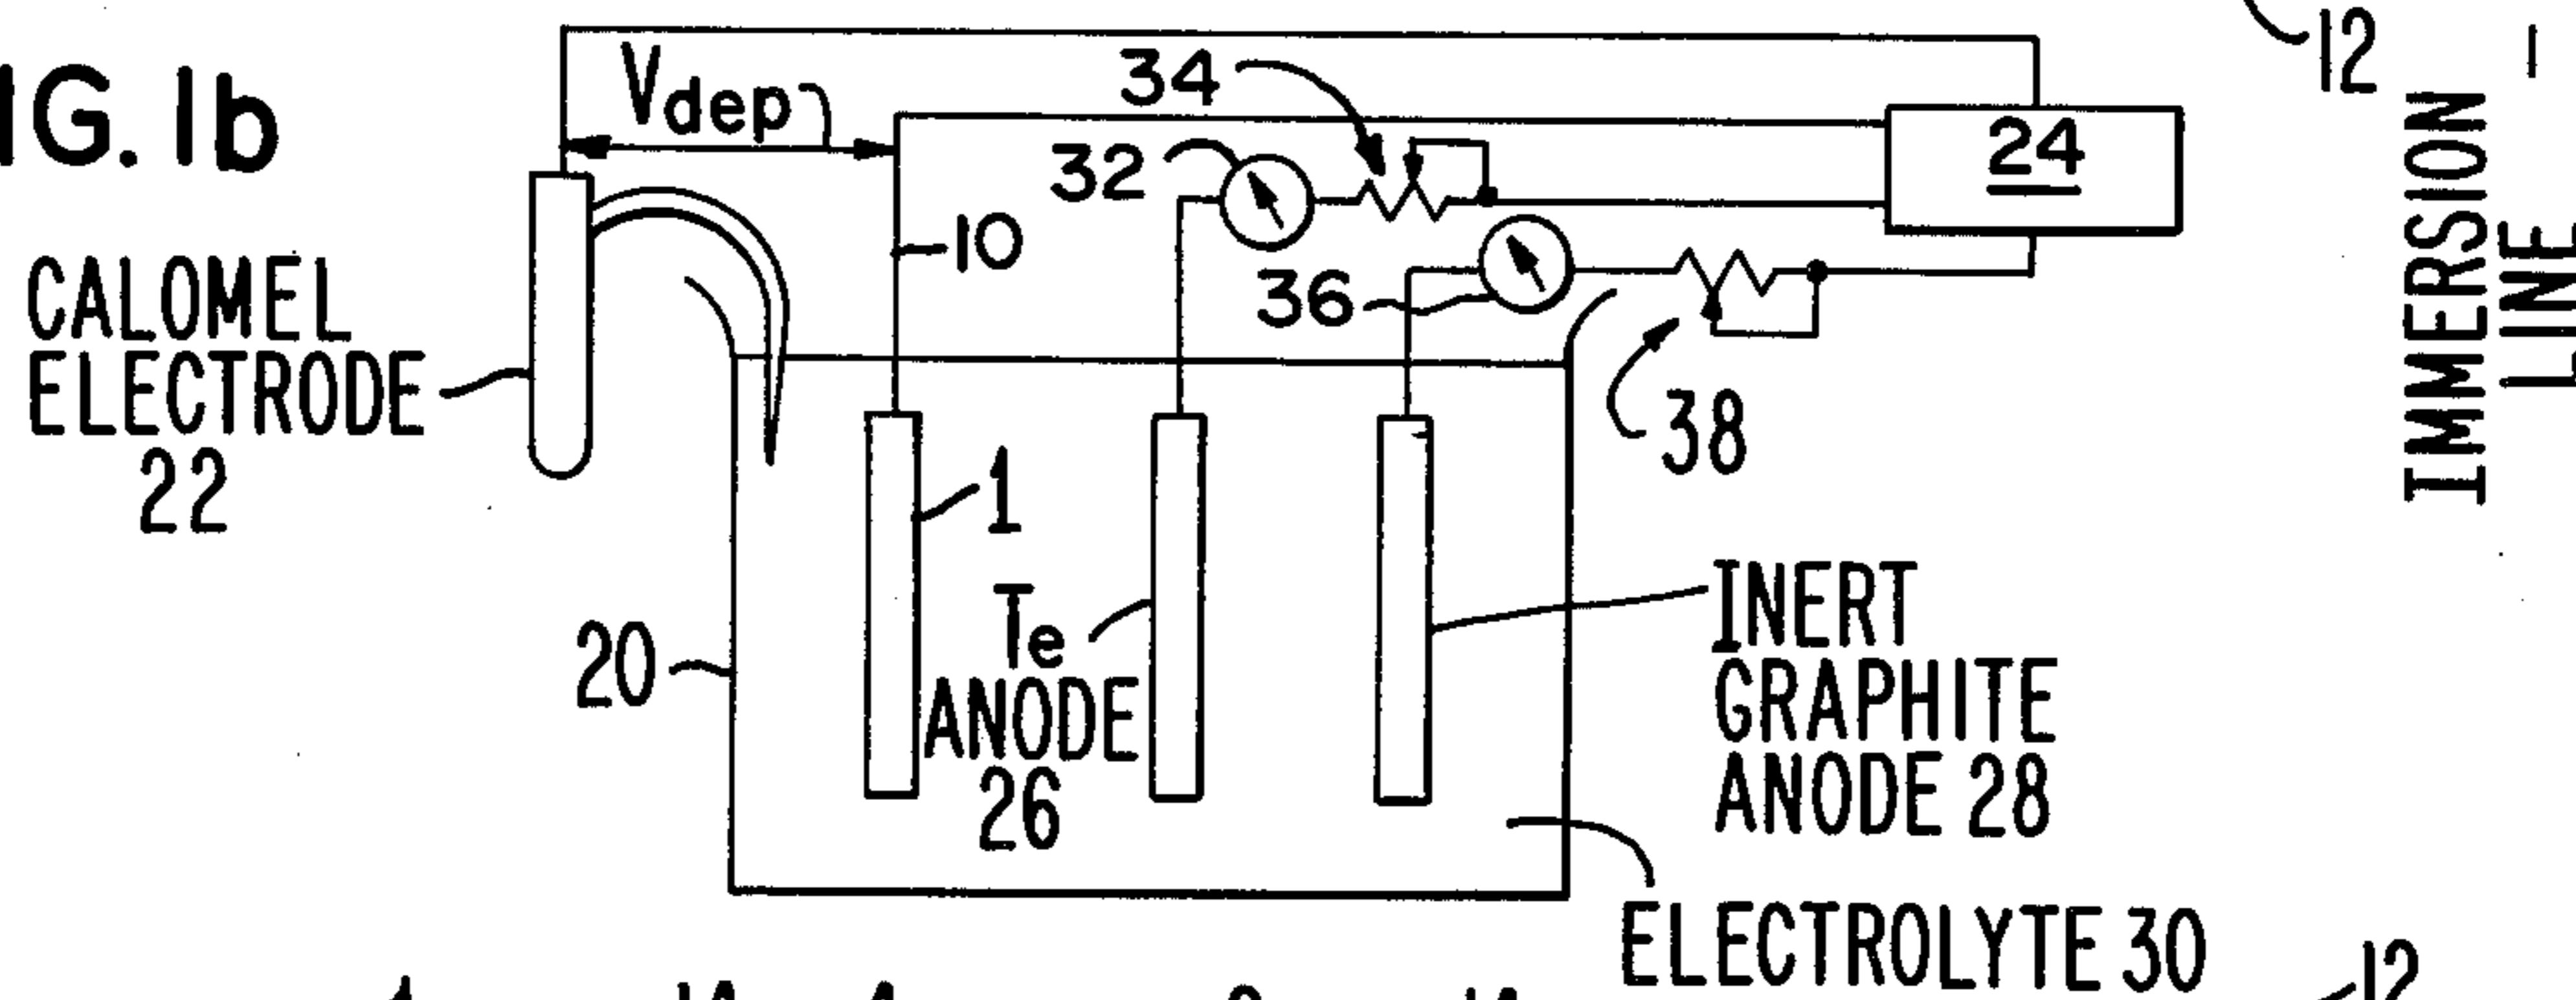 IG. 1b
Vdep
34
32
10
36
38
24
12
CALOMEL
ELECTRODE
22
1
20
Te
ANODE
26
INERT
GRAPHITE
ANODE 28
ELECTROLYTE 30
IMMERSION
LINE
12